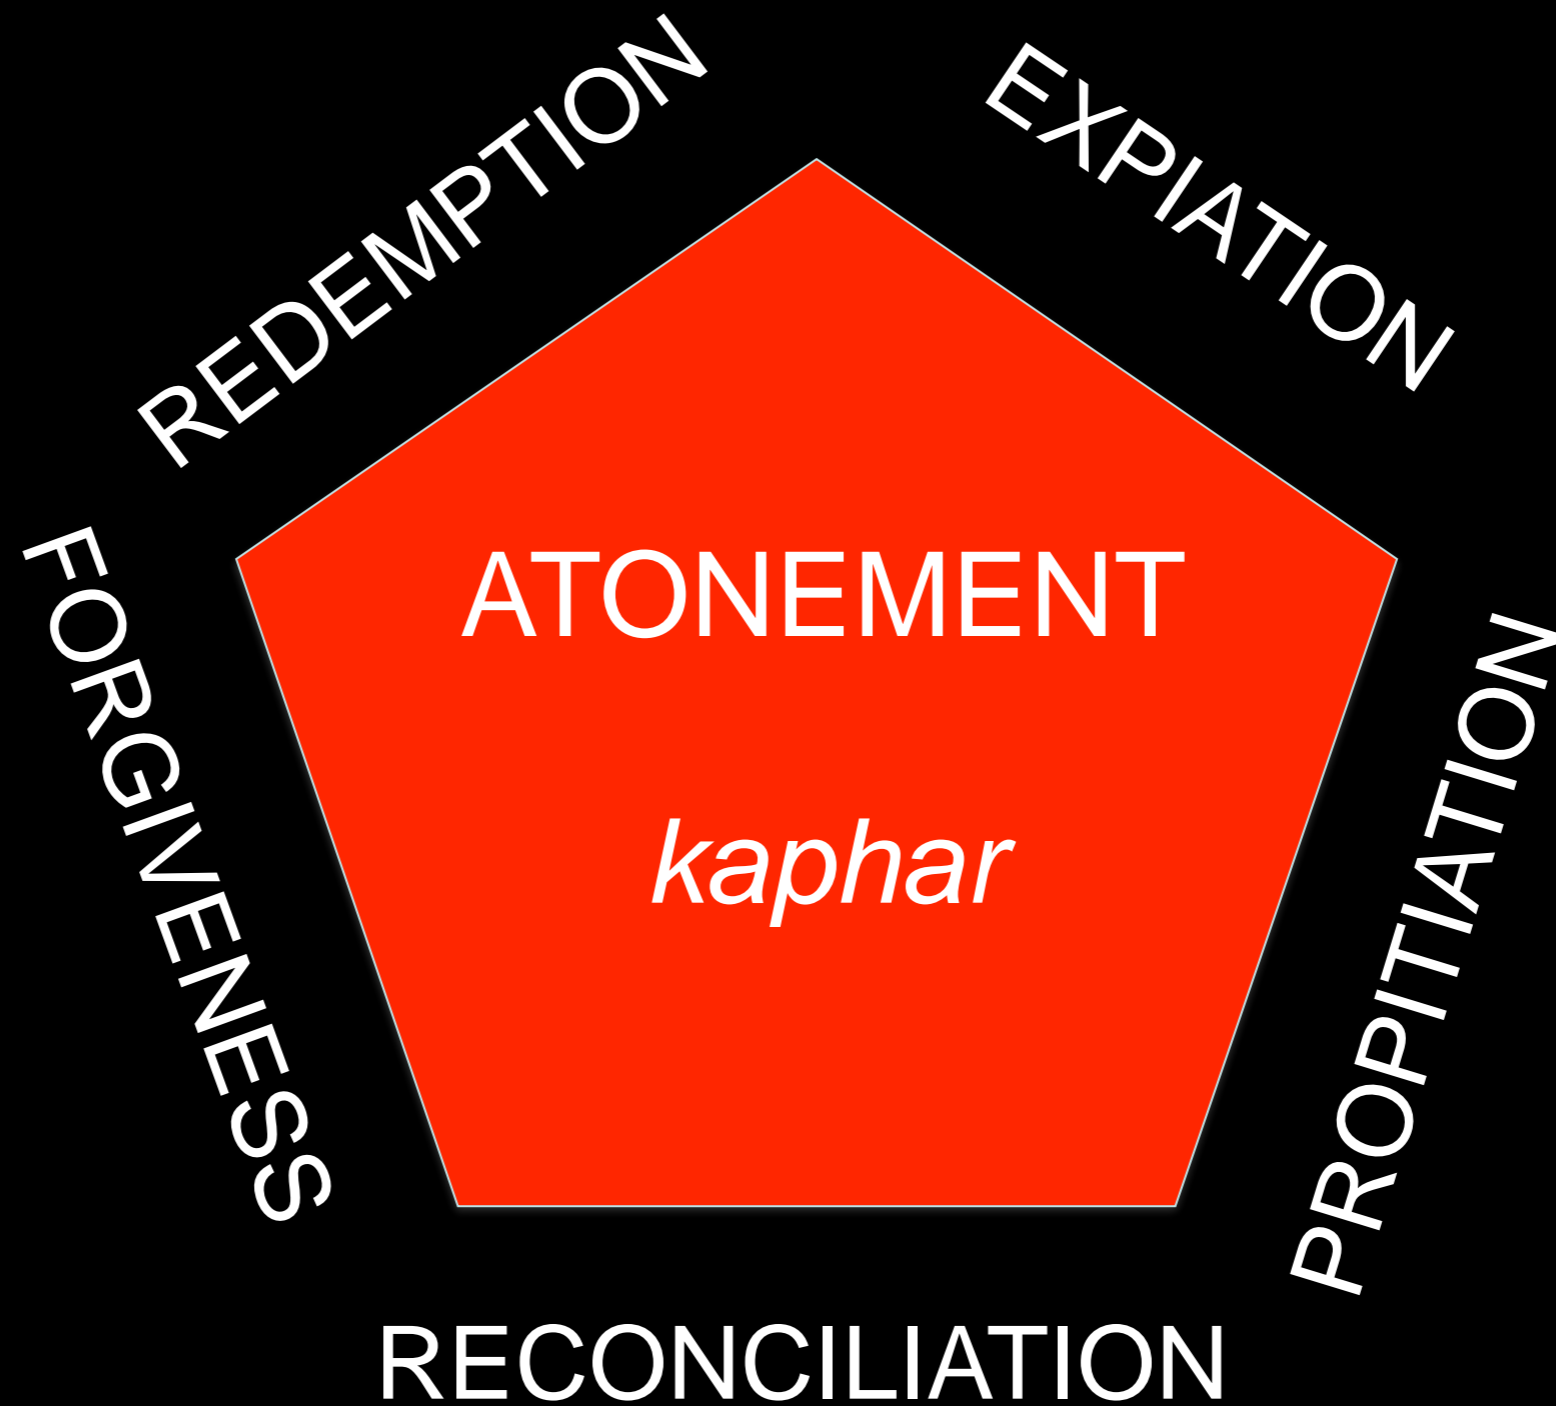 REDEMPTION
EXPIATION
FORGIVENESS
ATONEMENT
kaphar
PROPITIATION
RECONCILIATION